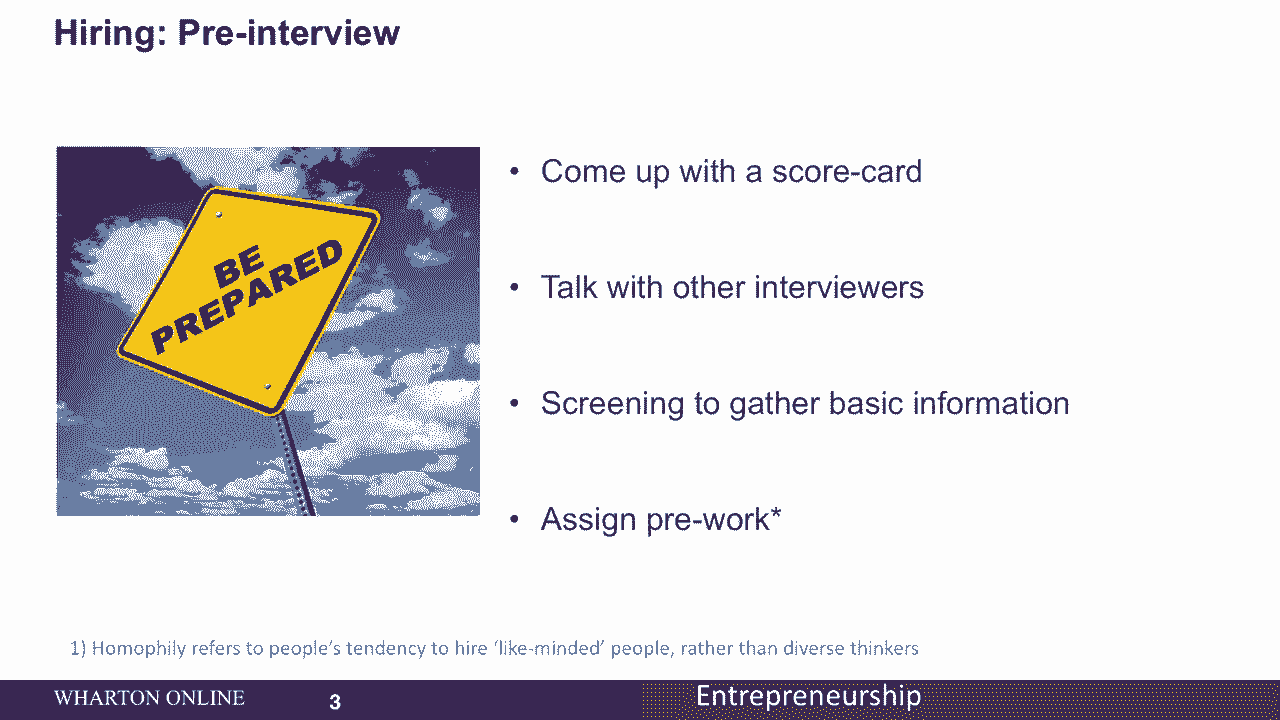 Hiring: Pre-interview
BE
PREPARED
• Come up with a score-card
• Talk with other interviewers
• Screening to gather basic information
• Assign pre-work*
1) Homophily refers to people’s tendency to hire ‘like-minded’ people, rather than diverse thinkers
WHARTON ONLINE
3
Entrepreneurship